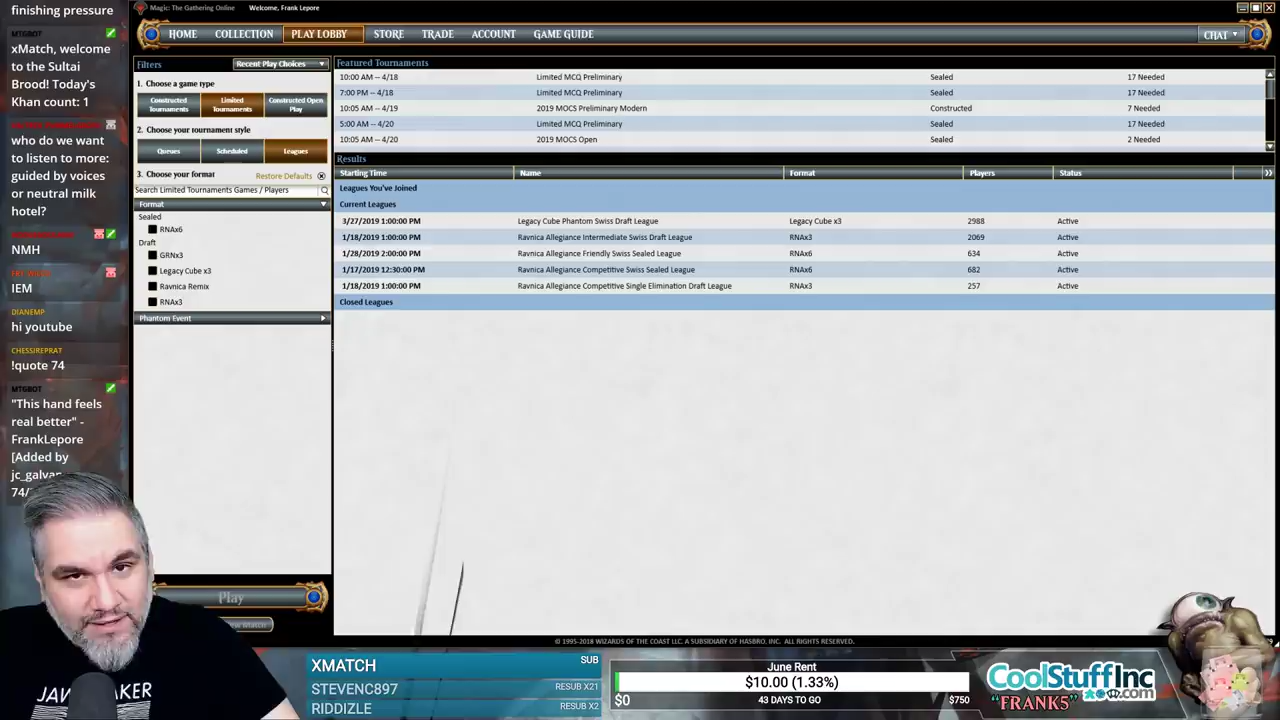 finishing pressure
MTGBOT
xMatch, welcome
to the Sultai
Brood! Today's
Khan count: 1
who do we want
to listen to more:
guided by voices
or neutral milk
hotel?
NMH
IEM
DIANEMP
hi youtube
CHESSIREPRAT
!quote 74
MTGBOT
"This hand feels
real better" -
FrankLepore
[Added by
jc_galvan
74/
Magic: The Gathering Online Welcome, Frank Lepore
HOME COLLECTION PLAY LOBBY STORE TRADE ACCOUNT GAME GUIDE CHAT
Filters Recent Play Choices
1. Choose a game type
Constructed Tournaments Limited Tournaments Constructed Open Play
2. Choose your tournament style
Queues Scheduled Leagues
3. Choose your format Restore Defaults
Search Limited Tournaments Games / Players
Format
Sealed
RNAx6
Draft
GRNx3
Legacy Cube x3
Ravnica Remix
RNAx3
Phantom Event
Play
Featured Tournaments
10:00 AM -- 4/18 Limited MCQ Preliminary Sealed 17 Needed
7:00 PM -- 4/18 Limited MCQ Preliminary Sealed 17 Needed
10:05 AM -- 4/19 2019 MOCS Preliminary Modern Constructed 7 Needed
5:00 AM -- 4/20 Limited MCQ Preliminary Sealed 17 Needed
10:05 AM -- 4/20 2019 MOCS Open Sealed 2 Needed
Results
Starting Time Name Format Players Status
Leagues You've Joined
Current Leagues
3/27/2019 1:00:00 PM Legacy Cube Phantom Swiss Draft League Legacy Cube x3 2988 Active
1/18/2019 1:00:00 PM Ravnica Allegiance Intermediate Swiss Draft League RNAx3 2069 Active
1/28/2019 2:00:00 PM Ravnica Allegiance Friendly Swiss Sealed League RNAx6 634 Active
1/17/2019 12:30:00 PM Ravnica Allegiance Competitive Swiss Sealed League RNAx6 682 Active
1/18/2019 1:00:00 PM Ravnica Allegiance Competitive Single Elimination Draft League RNAx3 257 Active
Closed Leagues
© 1995-2018 WIZARDS OF THE COAST LLC. A SUBSIDIARY OF HASBRO, INC. ALL RIGHTS RESERVED.
XMATCH SUB
STEVENC897 RESUB X21
RIDDIZLE RESUB X2
June Rent
$10.00 (1.33%)
$0 43 DAYS TO GO $750
CoolStuffInc
.com
"FRANK5"